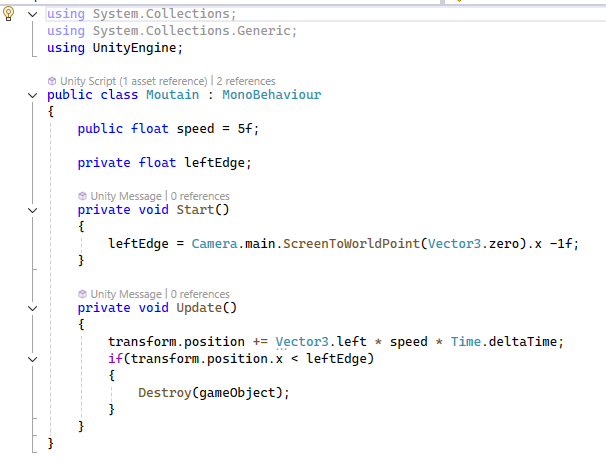 using System.Collections;
using System.Collections.Generic;
using UnityEngine;
Unity Script (1 asset reference) | 2 references
public class Moutain : MonoBehaviour
{
public float speed = 5f;
private float leftEdge;
Unity Message | 0 references
private void Start()
{
leftEdge = Camera.main.ScreenToWorldPoint(Vector3.zero).x -1f;
}
Unity Message | 0 references
private void Update()
{
transform.position += Vector3.left * speed * Time.deltaTime;
if(transform.position.x < leftEdge)
{
Destroy(gameObject);
}
}
}